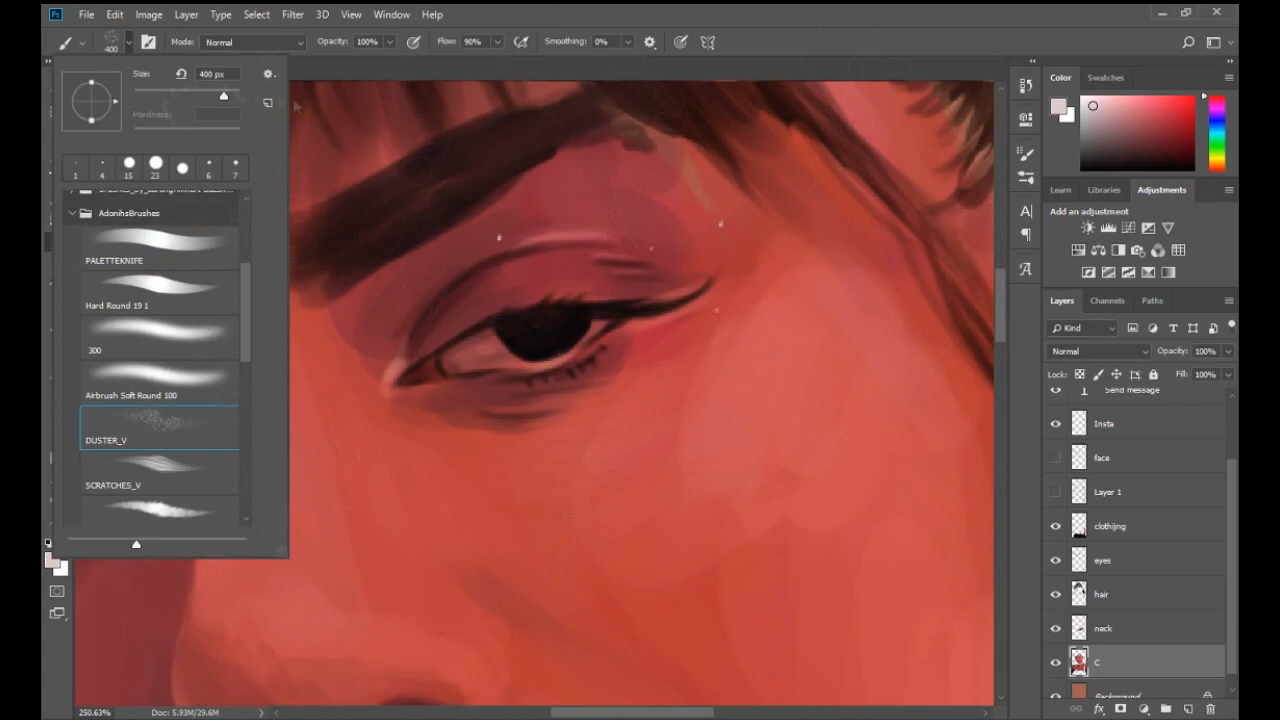 Ps File Edit Image Layer Type Select Filter 3D View Window Help
400 Mode: Normal Opacity: 100% Flow: 90% Smoothing: 0%
Size: 400 px
Hardness:
1 4 15 23 6 7
AdonihsBrushes
PALETTEKNIFE
Hard Round 19 1
300
Airbrush Soft Round 100
DUSTER_V
SCRATCHES_V
250.63% Doc: 5.93M/29.6M
Color Swatches
Learn Libraries Adjustments
Add an adjustment
Layers Channels Paths
Kind
Normal Opacity: 100%
Lock: Fill: 100%
Send message
Insta
face
Layer 1
clothijng
eyes
hair
neck
C
Background